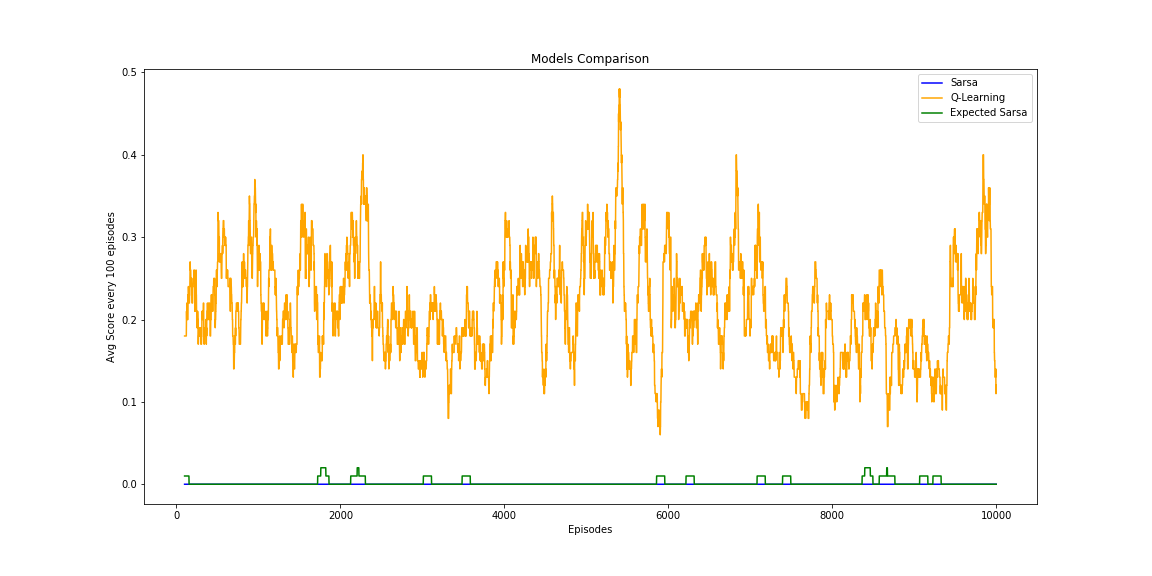 Models Comparison
Sarsa
Q-Learning
Expected Sarsa
Avg Score every 100 episodes
0.5
0.4
0.3
0.2
0.1
0.0
0 2000 4000 6000 8000 10000
Episodes